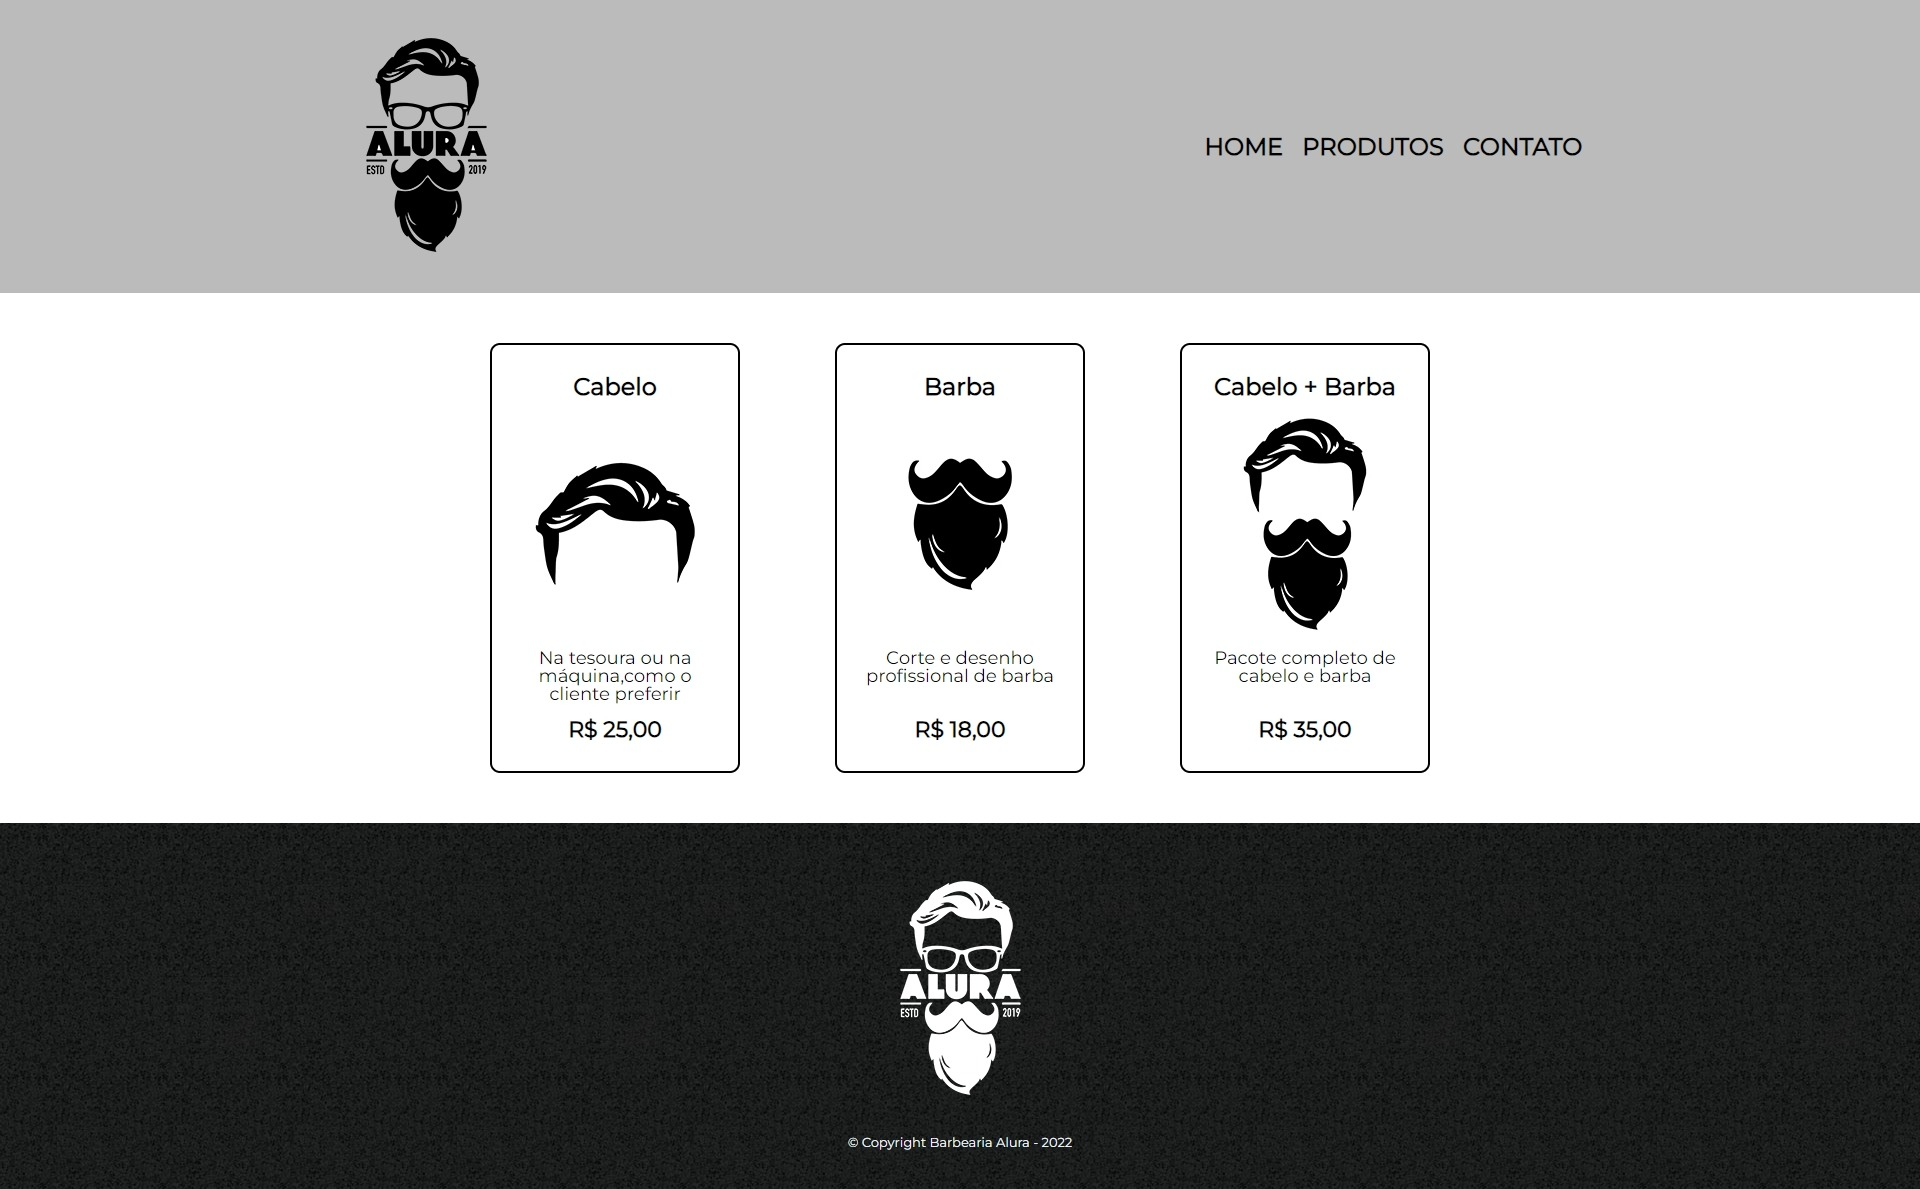 ALURA
ESTD 2019
HOME PRODUTOS CONTATO
Cabelo
Na tesoura ou na
máquina,como o
cliente preferir
R$ 25,00
Barba
Corte e desenho
profissional de barba
R$ 18,00
Cabelo + Barba
Pacote completo de
cabelo e barba
R$ 35,00
ALURA
ESTD 2019
© Copyright Barbearia Alura - 2022